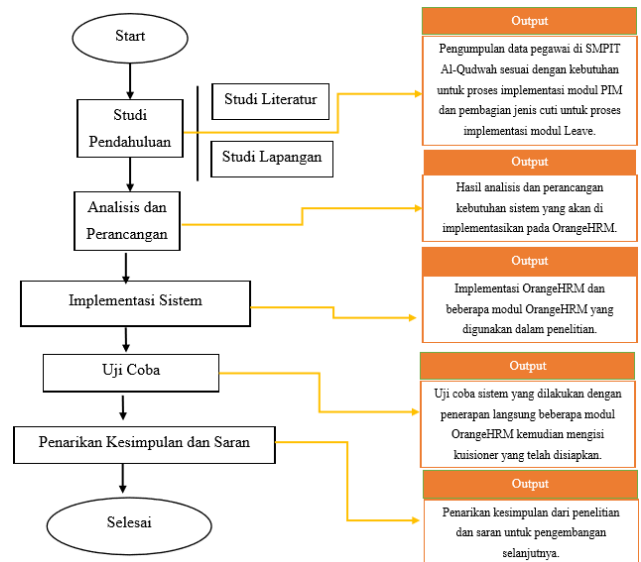 Start
Studi
Pendahuluan
Studi Literatur
Studi Lapangan
Output
Pengumpulan data pegawai di SMPIT
Al-Qudwah sesuai dengan kebutuhan
untuk proses implementasi modul PIM
dan pembagian jenis cuti untuk proses
implementasi modul Leave.
Analisis dan
Perancangan
Output
Hasil analisis dan perancangan
kebutuhan sistem yang akan di
implementasikan pada OrangeHRM.
Implementasi Sistem
Output
Implementasi OrangeHRM dan
beberapa modul OrangeHRM yang
digunakan dalam penelitian.
Uji Coba
Output
Uji coba sistem yang dilakukan dengan
penerapan langsung beberapa modul
OrangeHRM kemudian mengisi
kuisioner yang telah disiapkan.
Penarikan Kesimpulan dan Saran
Output
Penarikan kesimpulan dari penelitian
dan saran untuk pengembangan
selanjutnya.
Selesai